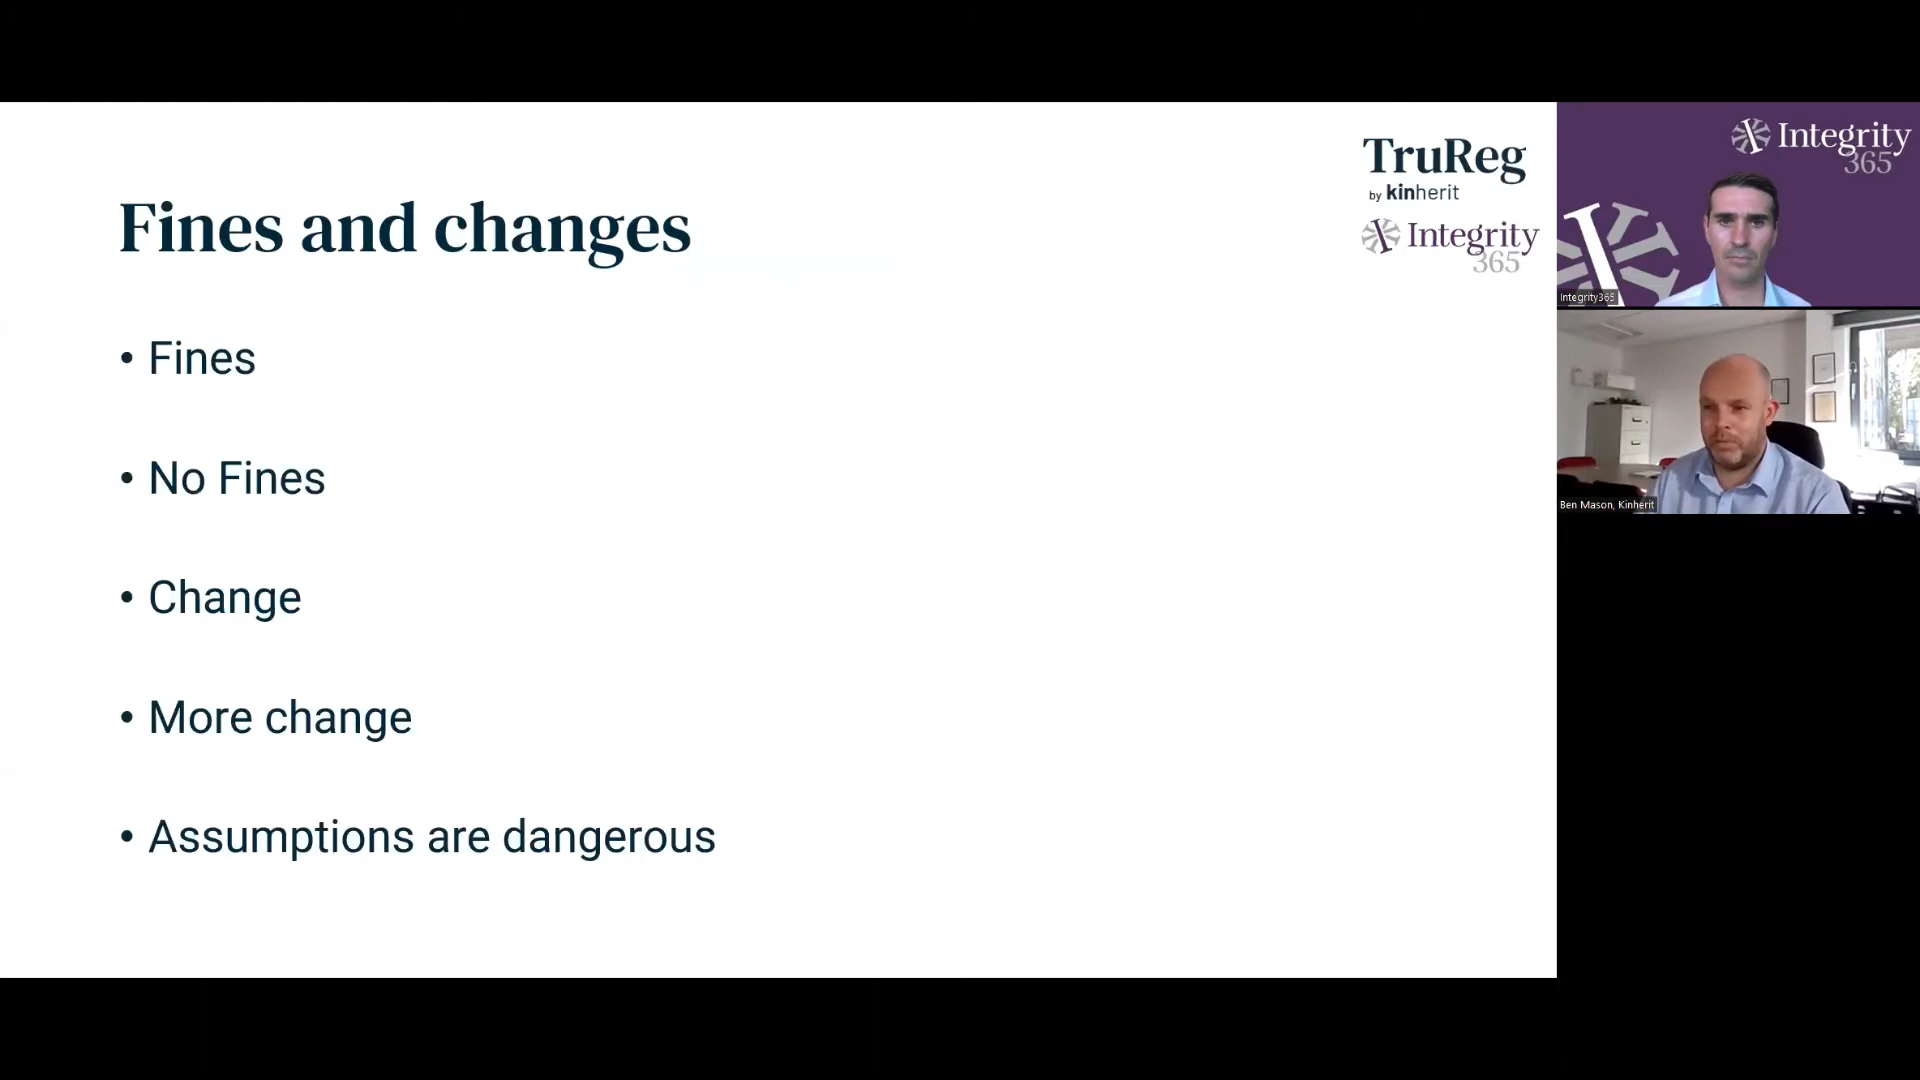 TruReg
by kinherit
Integrity
365
Fines and changes
• Fines
• No Fines
• Change
• More change
• Assumptions are dangerous
Integrity
365
Integrity365
Ben Mason, Kinherit